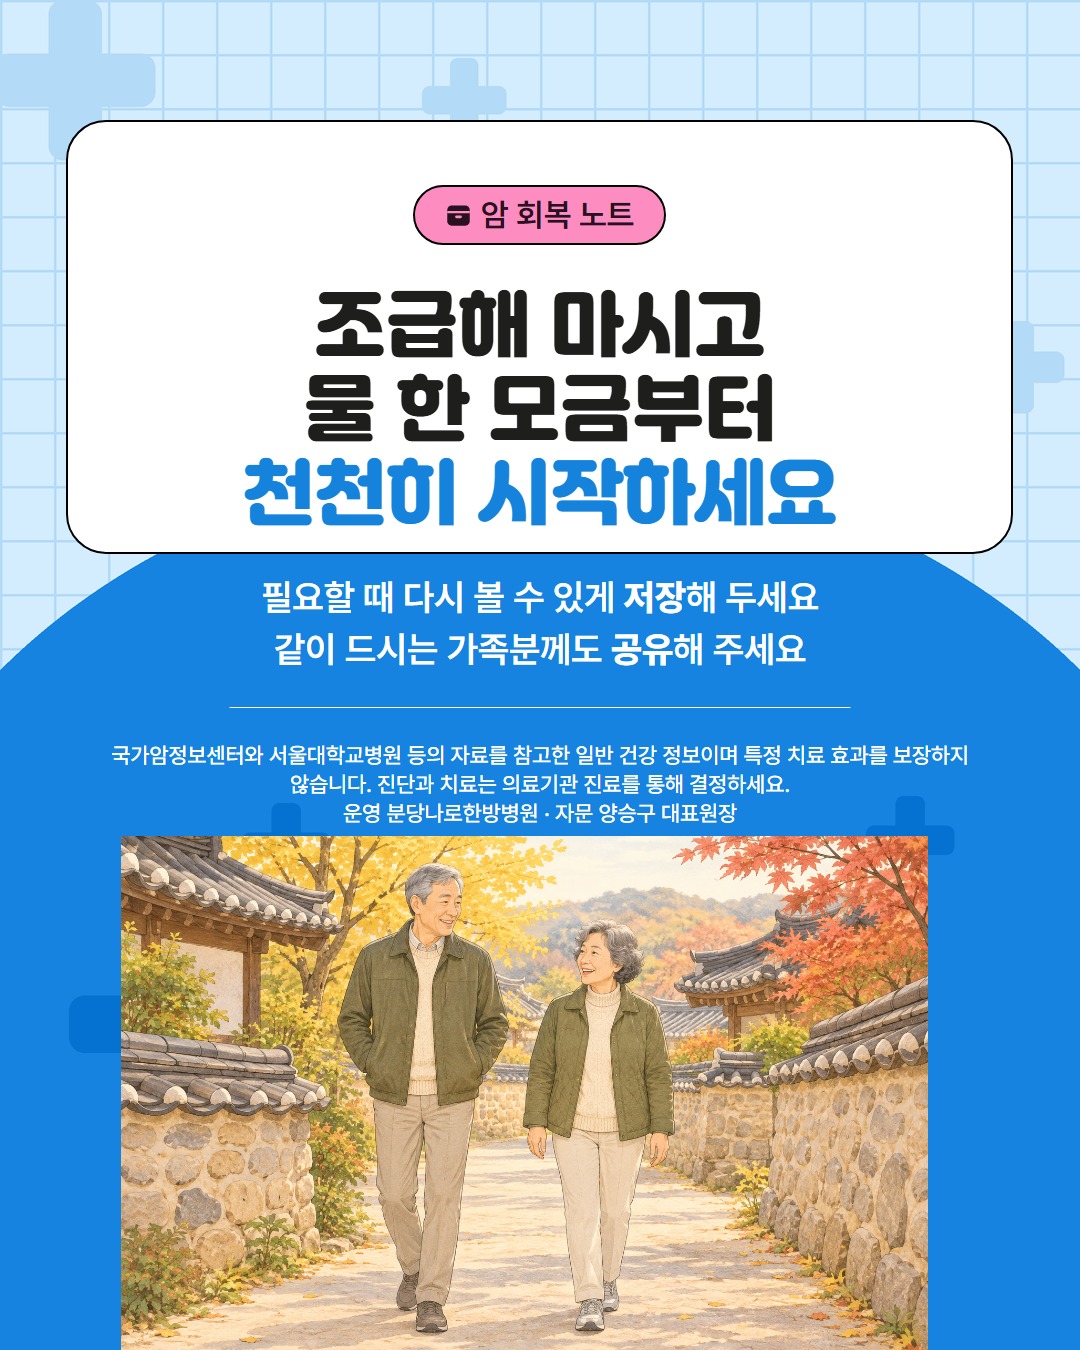 암 회복 노트
조급해 마시고
물 한 모금부터
천천히 시작하세요
필요할 때 다시 볼 수 있게 저장해 두세요
같이 드시는 가족분께도 공유해 주세요
국가암정보센터와 서울대학교병원 등의 자료를 참고한 일반 건강 정보이며 특정 치료 효과를 보장하지
않습니다. 진단과 치료는 의료기관 진료를 통해 결정하세요.
운영 분당나로한방병원 · 자문 양승구 대표원장